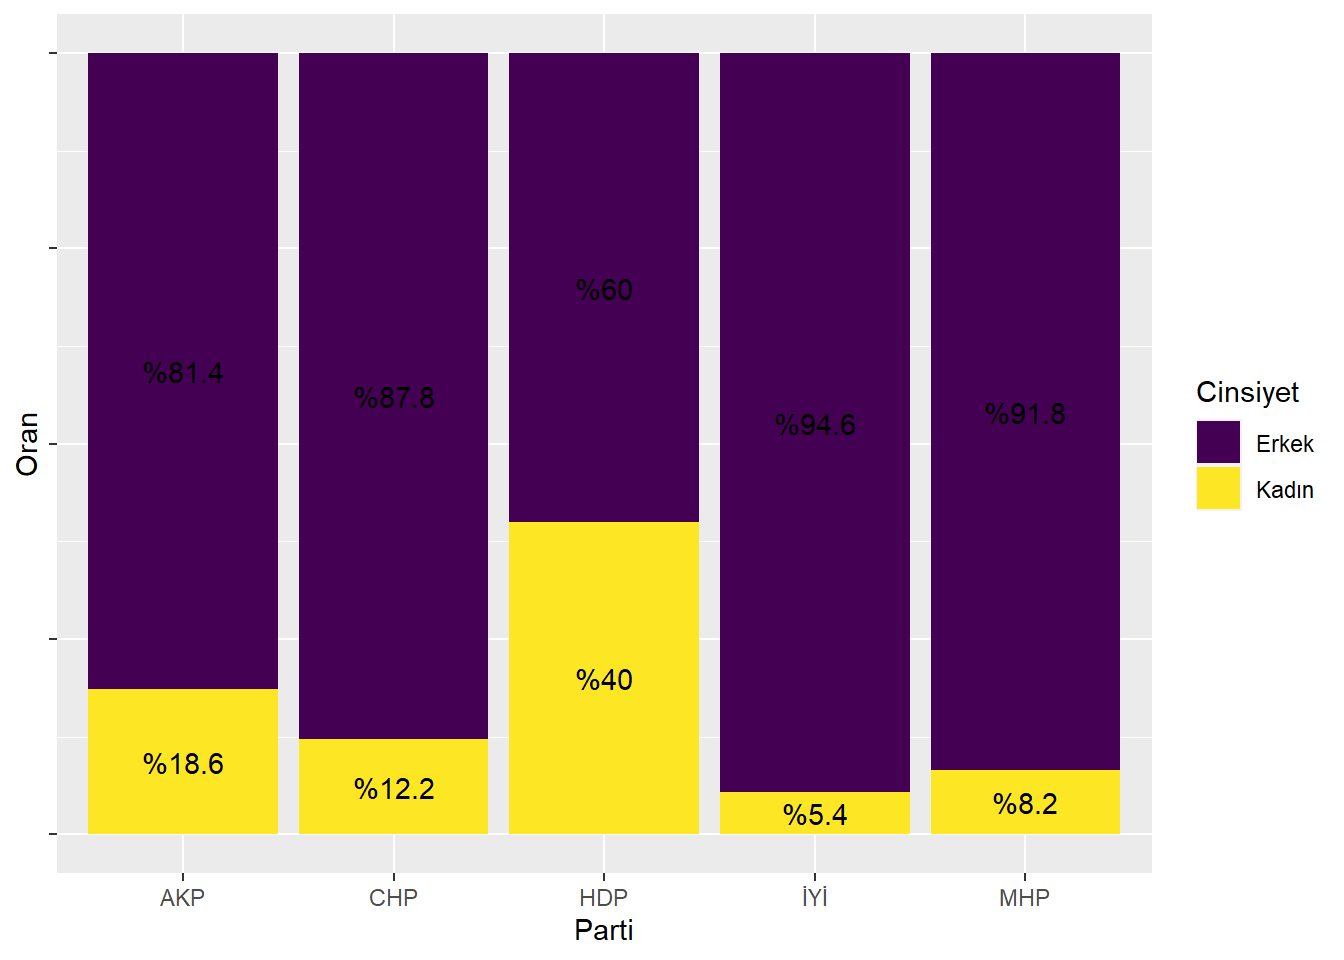 %60
%81.4
%87.8
%94.6
%91.8
%40
%18.6
%12.2
%5.4
%8.2
Oran
AKP
CHP
HDP
İYİ
MHP
Parti
Cinsiyet
Erkek
Kadın